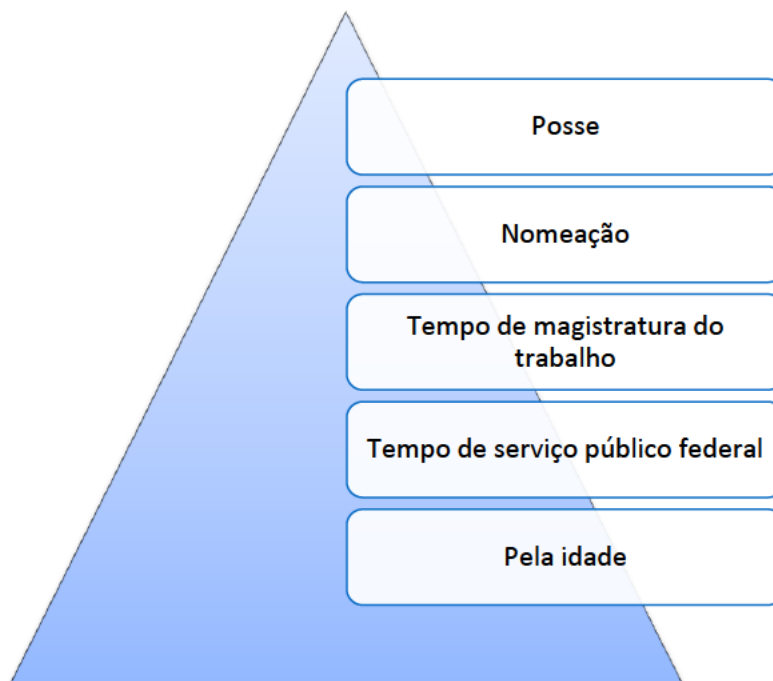 Posse
Nomeação
Tempo de magistratura do
trabalho
Tempo de serviço público federal
Pela idade